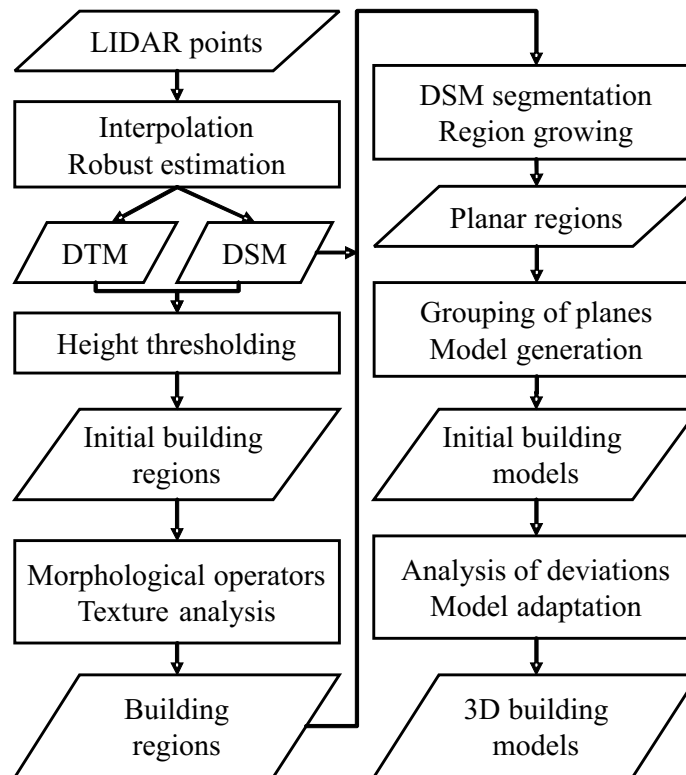 LIDAR points
Interpolation
Robust estimation
DTM
DSM
Height thresholding
Initial building
regions
Morphological operators
Texture analysis
Building
regions
DSM segmentation
Region growing
Planar regions
Grouping of planes
Model generation
Initial building
models
Analysis of deviations
Model adaptation
3D building
models